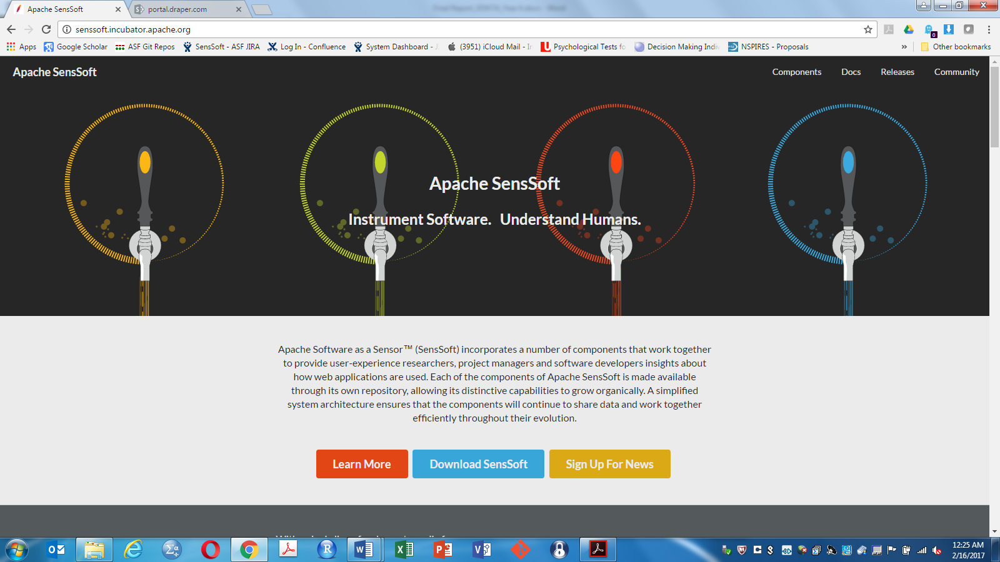 Apache SensSoft
portal.draper.com
senssoft.incubator.apache.org
Apps
Google Scholar
ASF Git Repos
SensSoft - ASF JIRA
Log In - Confluence
System Dashboard - J
(3951) iCloud Mail - In
Psychological Tests fo
Decision Making Indiv
NSPIRES - Proposals
»
Other bookmarks
Apache SensSoft
Components
Docs
Releases
Community
Apache SensSoft
Instrument Software. Understand Humans.
Apache Software as a Sensor™ (SensSoft) incorporates a number of components that work together
to provide user-experience researchers, project managers and software developers insights about
how web applications are used. Each of the components of Apache SensSoft is made available
through its own repository, allowing its distinctive capabilities to grow organically. A simplified
system architecture ensures that the components will continue to share data and work together
efficiently throughout their evolution.
Learn More
Download SensSoft
Sign Up For News
12:25 AM
2/16/2017